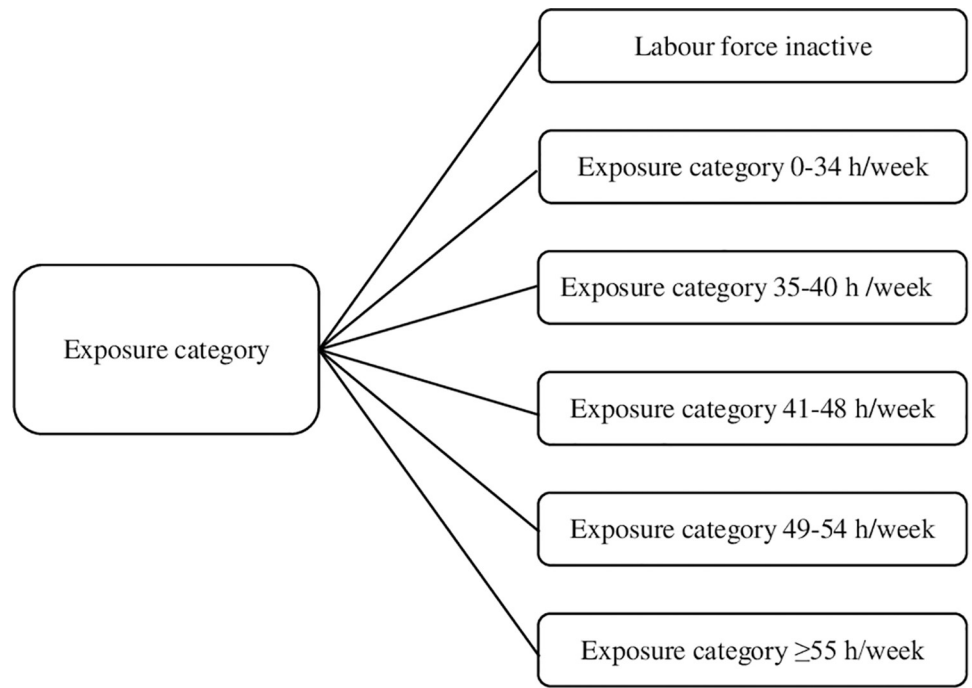 Labour force inactive
Exposure category 0-34 h/week
Exposure category 35-40 h /week
Exposure category
Exposure category 41-48 h/week
Exposure category 49-54 h/week
Exposure category ≥55 h/week